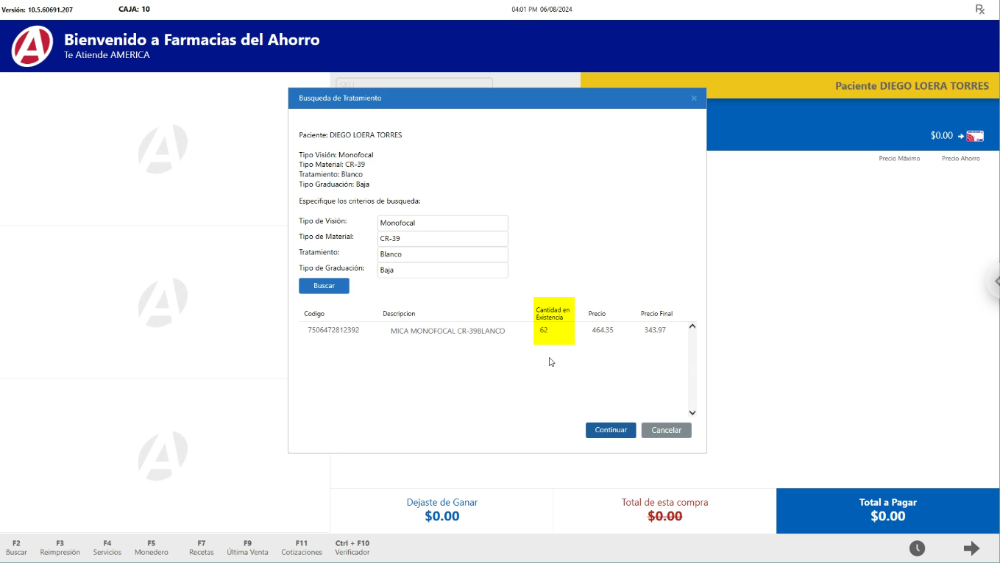 Versión: 10.5.60691.207
CAJA: 10
04:01 PM 06/08/2024
Bienvenido a Farmacias del Ahorro
Te Atiende AMERICA
SKU
Paciente DIEGO LOERA TORRES
$0.00
Precio Máximo
Precio Ahorro
Busqueda de Tratamiento
Paciente: DIEGO LOERA TORRES
Tipo Visión: Monofocal
Tipo Material: CR-39
Tratamiento: Blanco
Tipo Graduación: Baja
Especifique los criterios de busqueda:
Tipo de Visión: Monofocal
Tipo de Material: CR-39
Tratamiento: Blanco
Tipo de Graduación: Baja
Buscar
Codigo Descripcion Cantidad en Existencia Precio Precio Final
7506472812392 MICA MONOFOCAL CR-39BLANCO 62 464.35 343.97
Continuar Cancelar
Dejaste de Ganar
$0.00
Total de esta compra
$0.00
Total a Pagar
$0.00
F2 Buscar
F3 Reimpresión
F4 Servicios
F5 Monedero
F7 Recetas
F9 Última Venta
F11 Cotizaciones
Ctrl + F10 Verificador